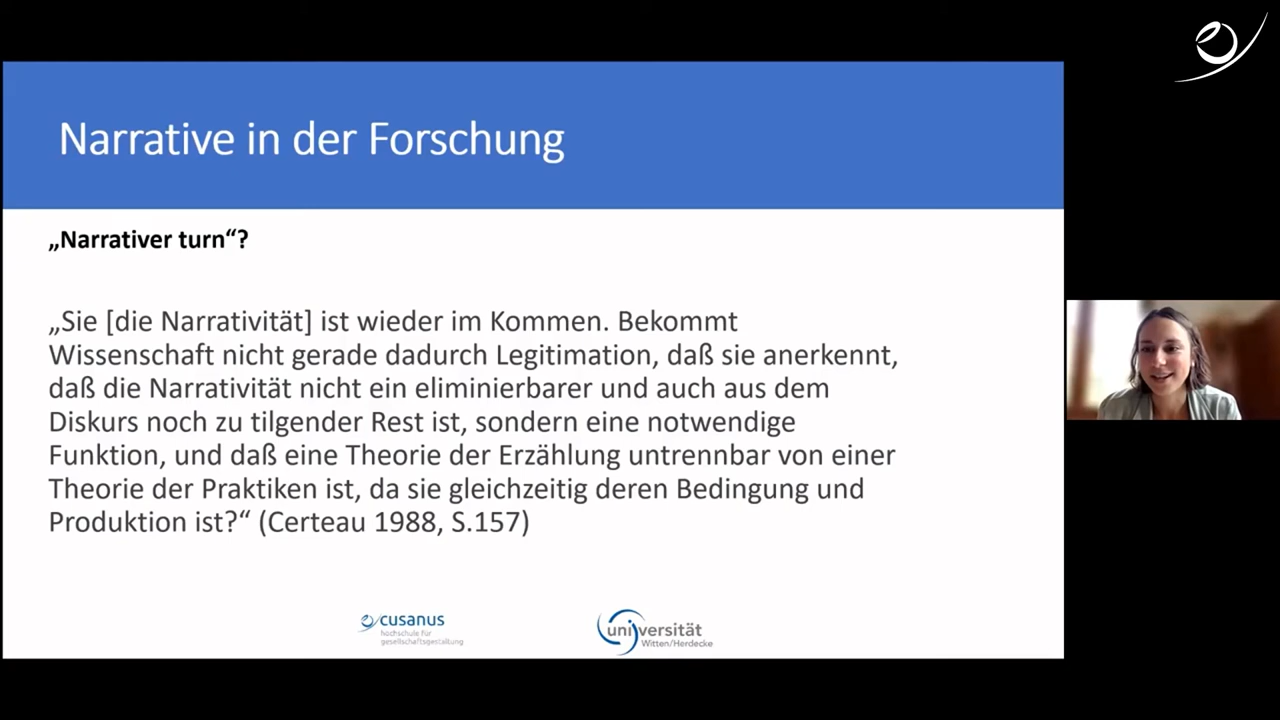 Narrative in der Forschung
„Narrativer turn“?
„Sie [die Narrativität] ist wieder im Kommen. Bekommt
Wissenschaft nicht gerade dadurch Legitimation, daß sie anerkennt,
daß die Narrativität nicht ein eliminierbarer und auch aus dem
Diskurs noch zu tilgender Rest ist, sondern eine notwendige
Funktion, und daß eine Theorie der Erzählung untrennbar von einer
Theorie der Praktiken ist, da sie gleichzeitig deren Bedingung und
Produktion ist?“ (Certeau 1988, S.157)
cusanus
hochschule für
gesellschaftsgestaltung
universität
Witten/Herdecke